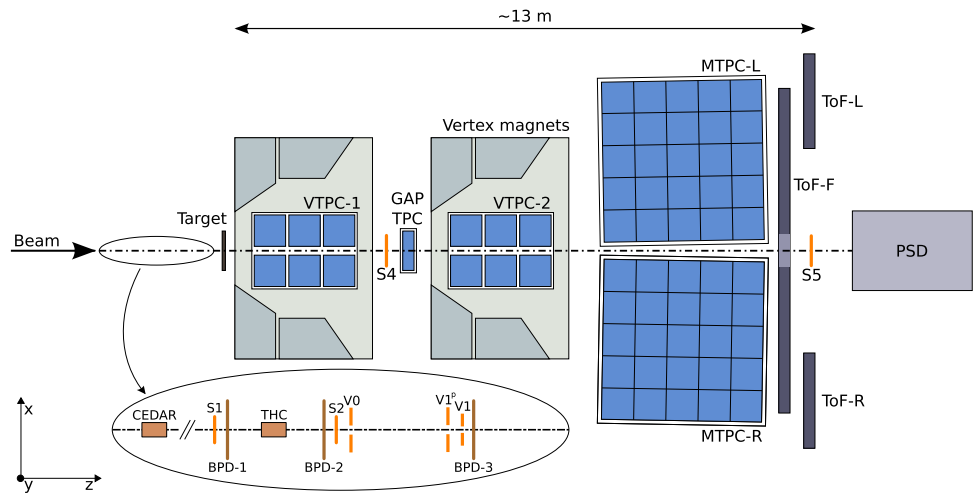 ~13 m
MTPC-L
ToF-L
Vertex magnets
ToF-F
GAP
TPC
VTPC-1
VTPC-2
Target
Beam
S4
S5
PSD
x
y
z
CEDAR
S1
THC
S2
V0
V1p
V1
BPD-1
BPD-2
BPD-3
ToF-R
MTPC-R